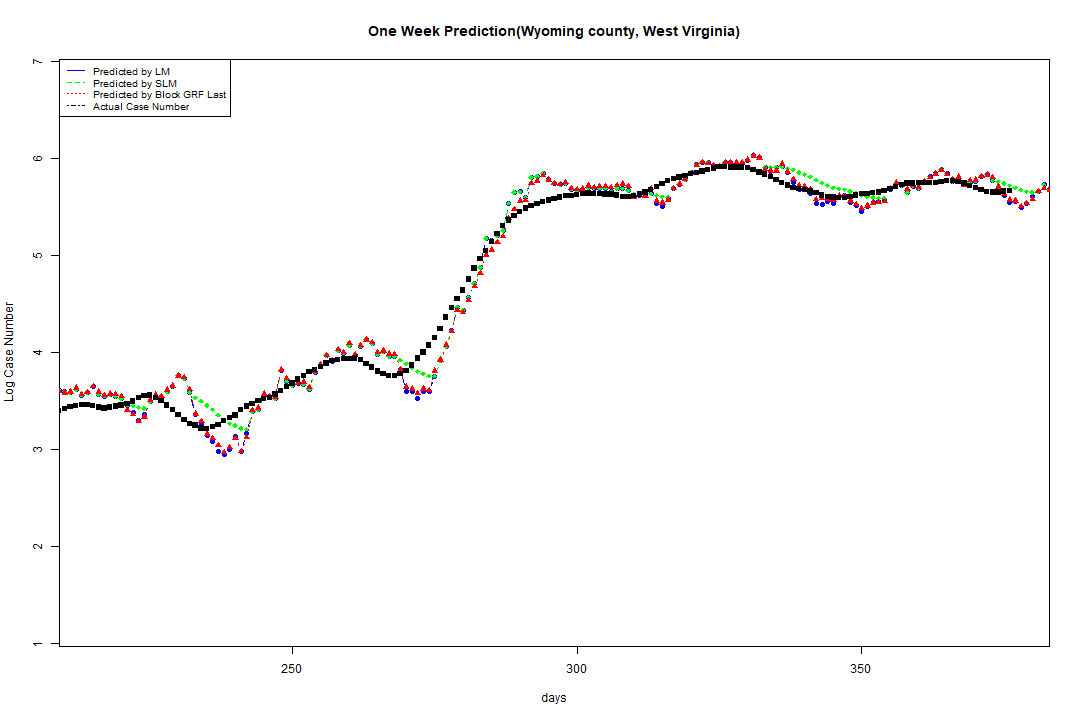 One Week Prediction(Wyoming county, West Virginia)
Predicted by LM
Predicted by SLM
Predicted by Block GRF Last
Actual Case Number
7
6
5
4
3
2
1
Log Case Number
250 300 350
days